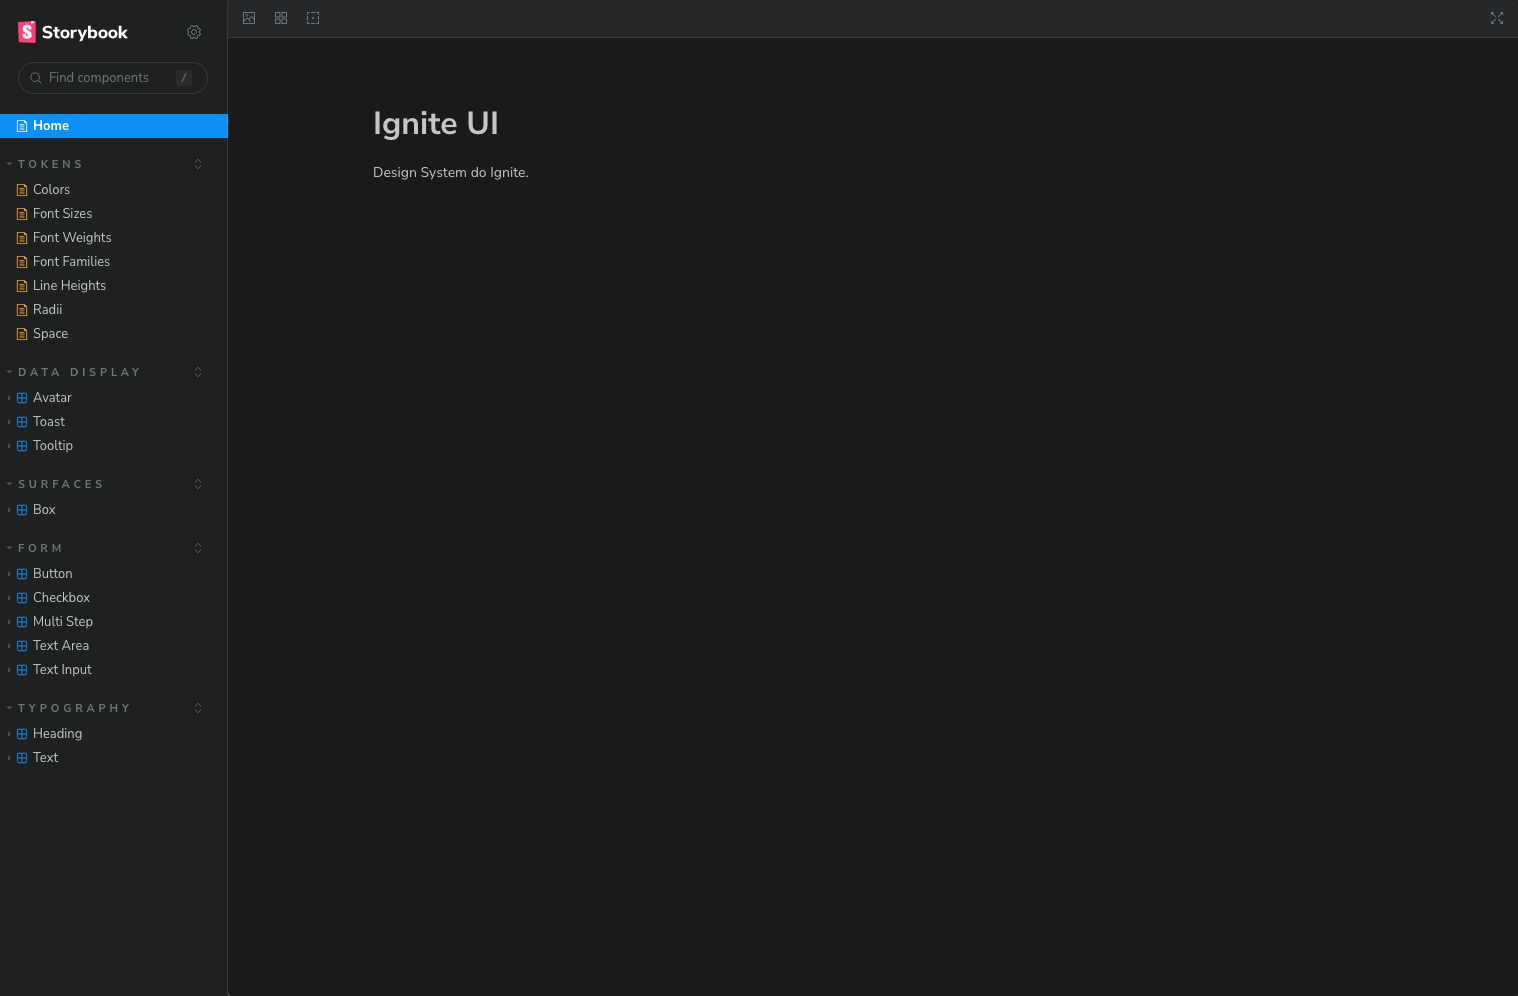 Storybook
Find components
/
Home
TOKENS
Colors
Font Sizes
Font Weights
Font Families
Line Heights
Radii
Space
DATA DISPLAY
Avatar
Toast
Tooltip
SURFACES
Box
FORM
Button
Checkbox
Multi Step
Text Area
Text Input
TYPOGRAPHY
Heading
Text
Ignite UI
Design System do Ignite.